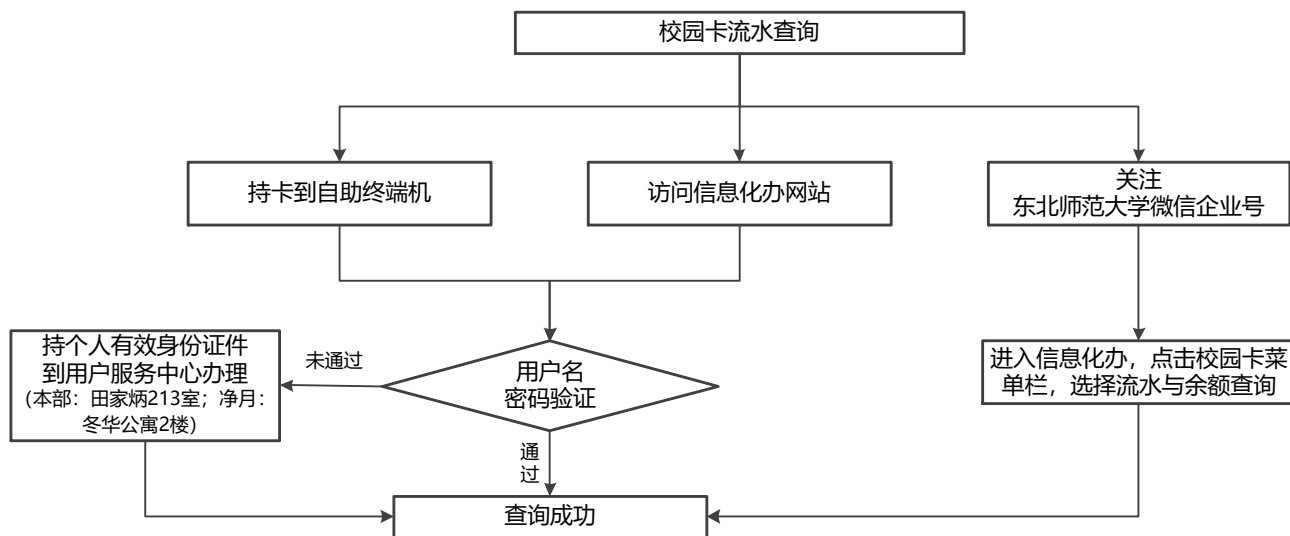 校园卡流水查询
持卡到自助终端机
访问信息化办网站
关注
东北师范大学微信企业号
持个人有效身份证件
到用户服务中心办理
（本部：田家炳213室；净月：
冬华公寓2楼）
未通过
用户名
密码验证
进入信息化办，点击校园卡菜
单栏，选择流水与余额查询
通
过
查询成功